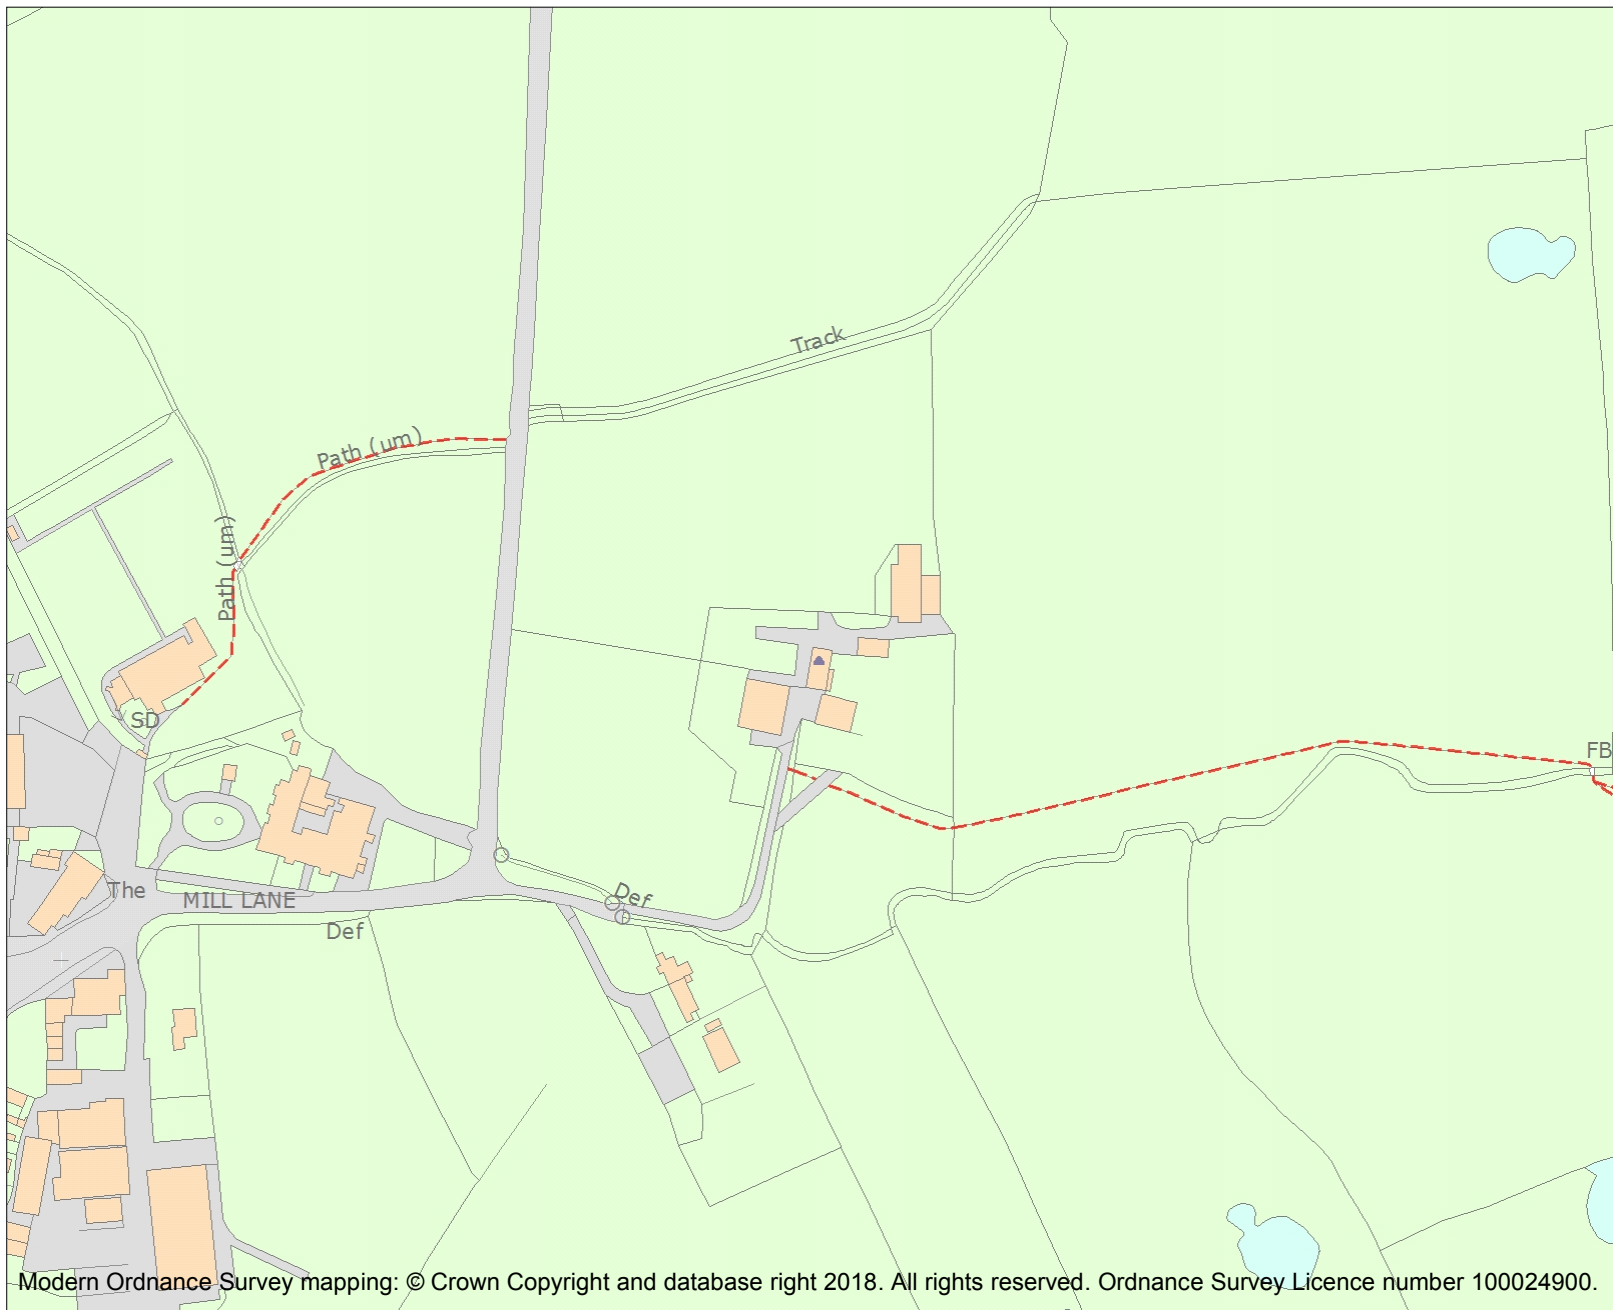 Track
Path (um)
Path (um)
SD
FB
The
MILL LANE
Def
Def
Modern Ordnance Survey mapping: © Crown Copyright and database right 2018. All rights reserved. Ordnance Survey Licence number 100024900.